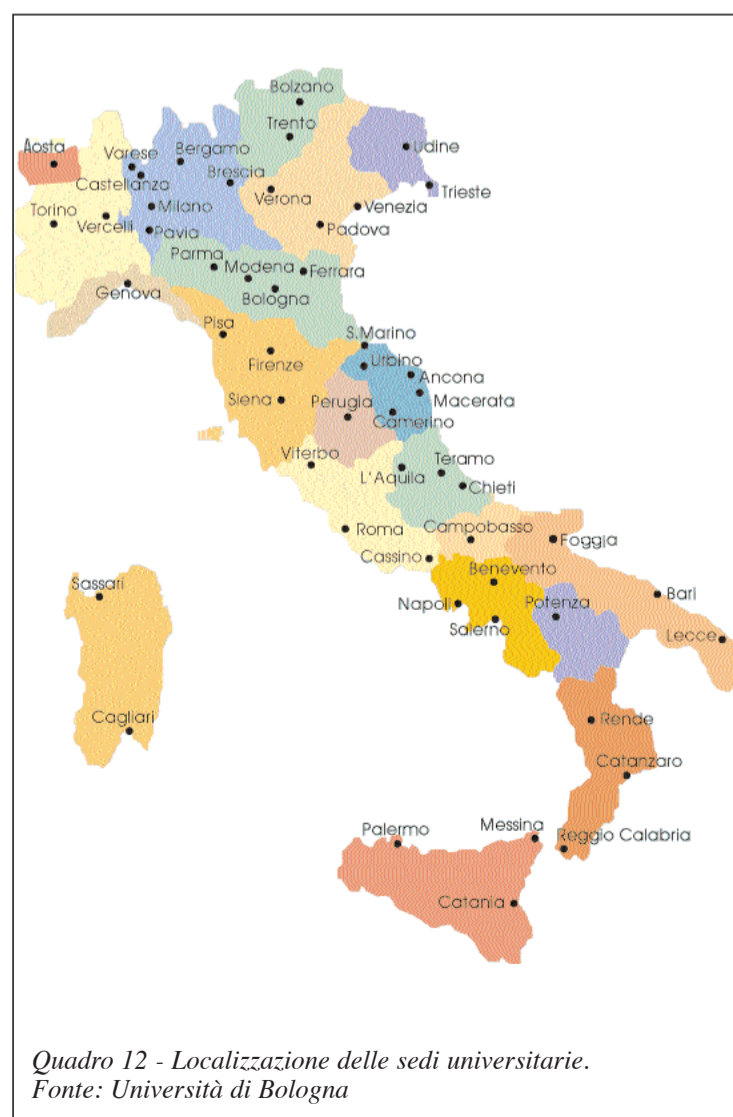 Bolzano
Trento
Udine
Aosta
Varese
Bergamo
Castellanza
Brescia
Trieste
Verona
Torino
Vercelli
Milano
Venezia
Pavia
Padova
Parma
Modena
Ferrara
Genova
Bologna
Pisa
S.Marino
Firenze
Urbino
Ancona
Siena
Perugia
Macerata
Camerino
Viterbo
Teramo
L'Aquila
Chieti
Roma
Campobasso
Foggia
Cassino
Benevento
Sassari
Napoli
Potenza
Bari
Salerno
Lecce
Cagliari
Rende
Catanzaro
Palermo
Messina
Reggio Calabria
Catania
Quadro 12 - Localizzazione delle sedi universitarie.
Fonte: Università di Bologna